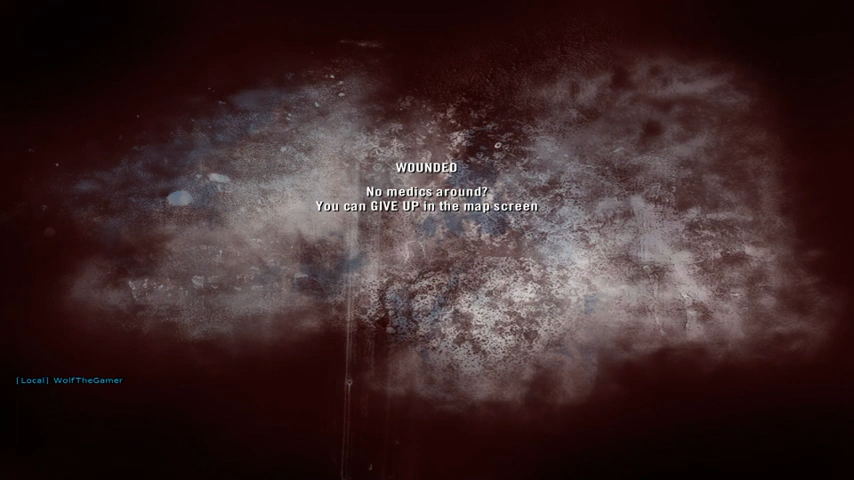 WOUNDED
No medics around?
You can GIVE UP in the map screen
[Local] WolfTheGamer